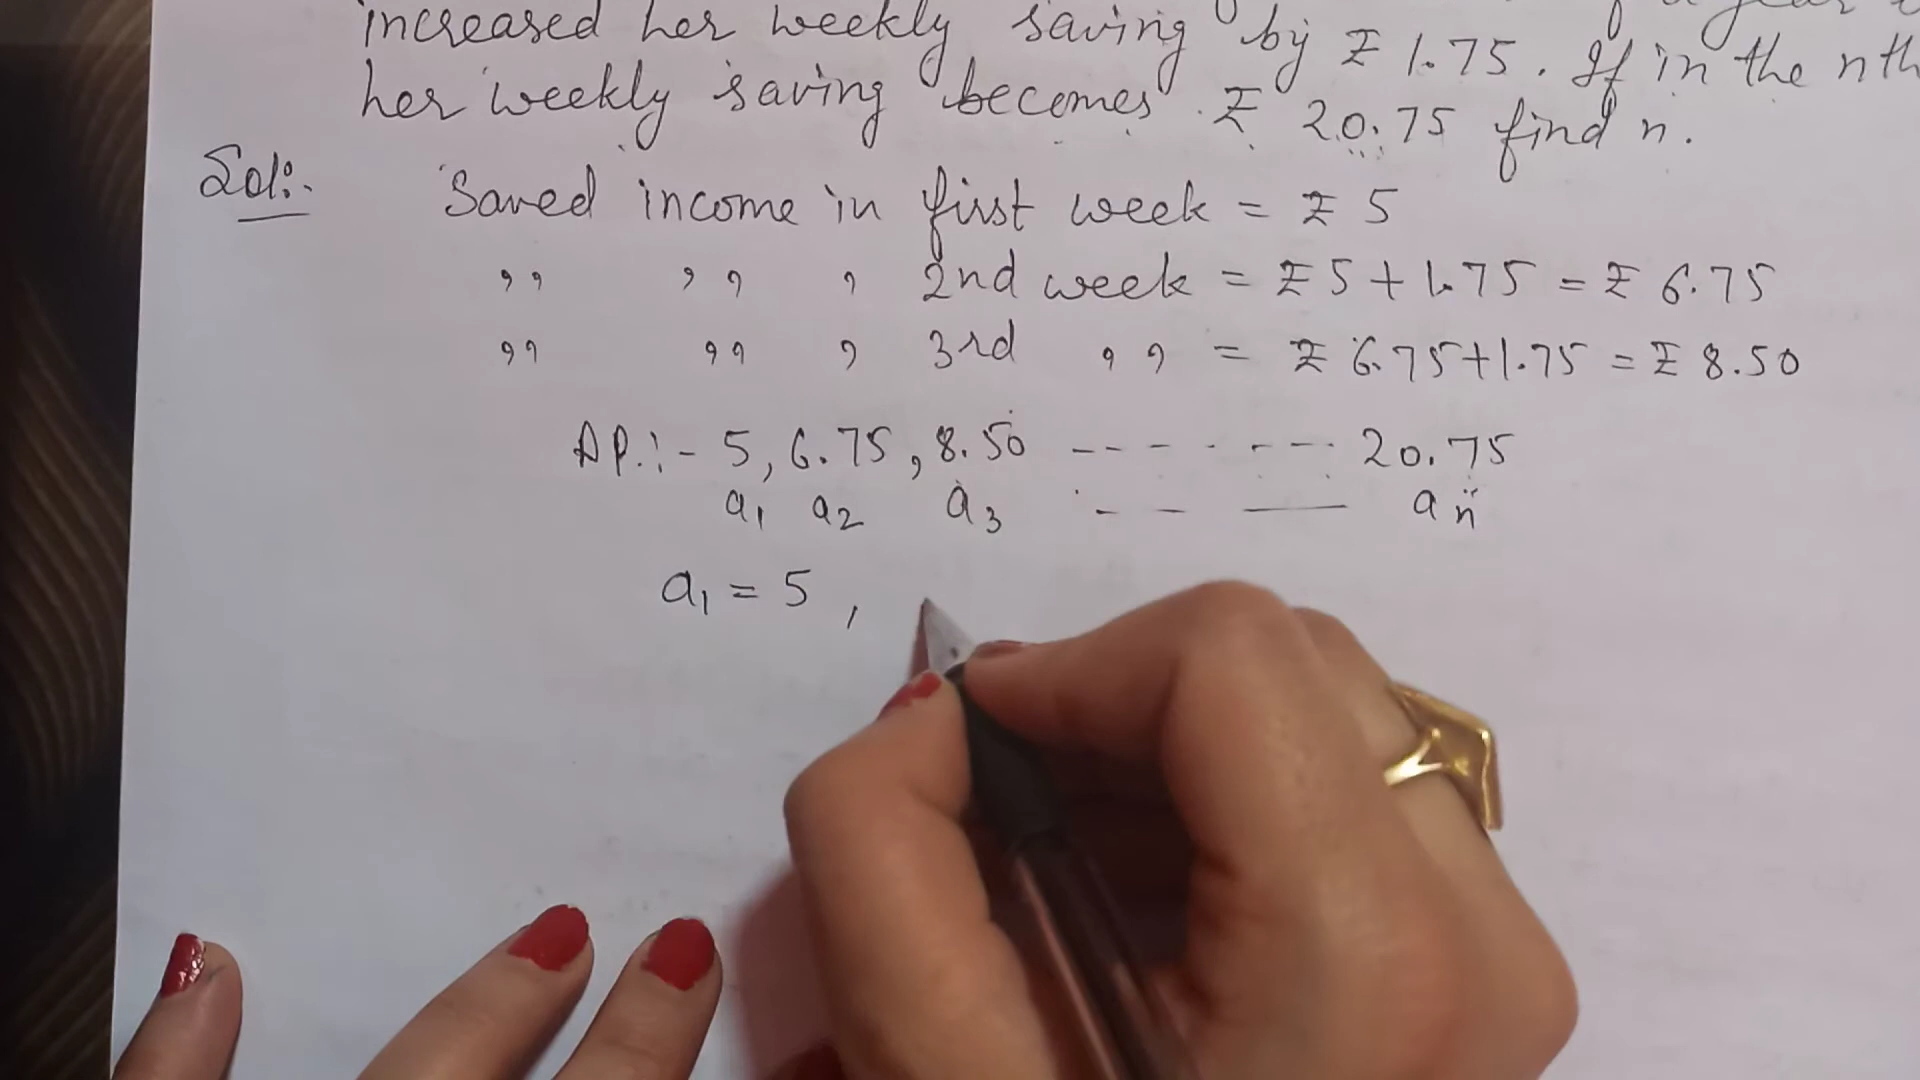 increased her weekly saving by ₹ 1.75. If in the nth
her weekly saving becomes ₹ 20.75 find n.
Sol:-
Saved income in first week = ₹ 5
,, ,, , 2nd week = ₹ 5 + 1.75 = ₹ 6.75
,, ,, , 3rd ,, = ₹ 6.75+1.75 = ₹ 8.50
AP.:- 5, 6.75, 8.50 ------- 20.75
a1 a2 a3 ---- an
a1 = 5 ,